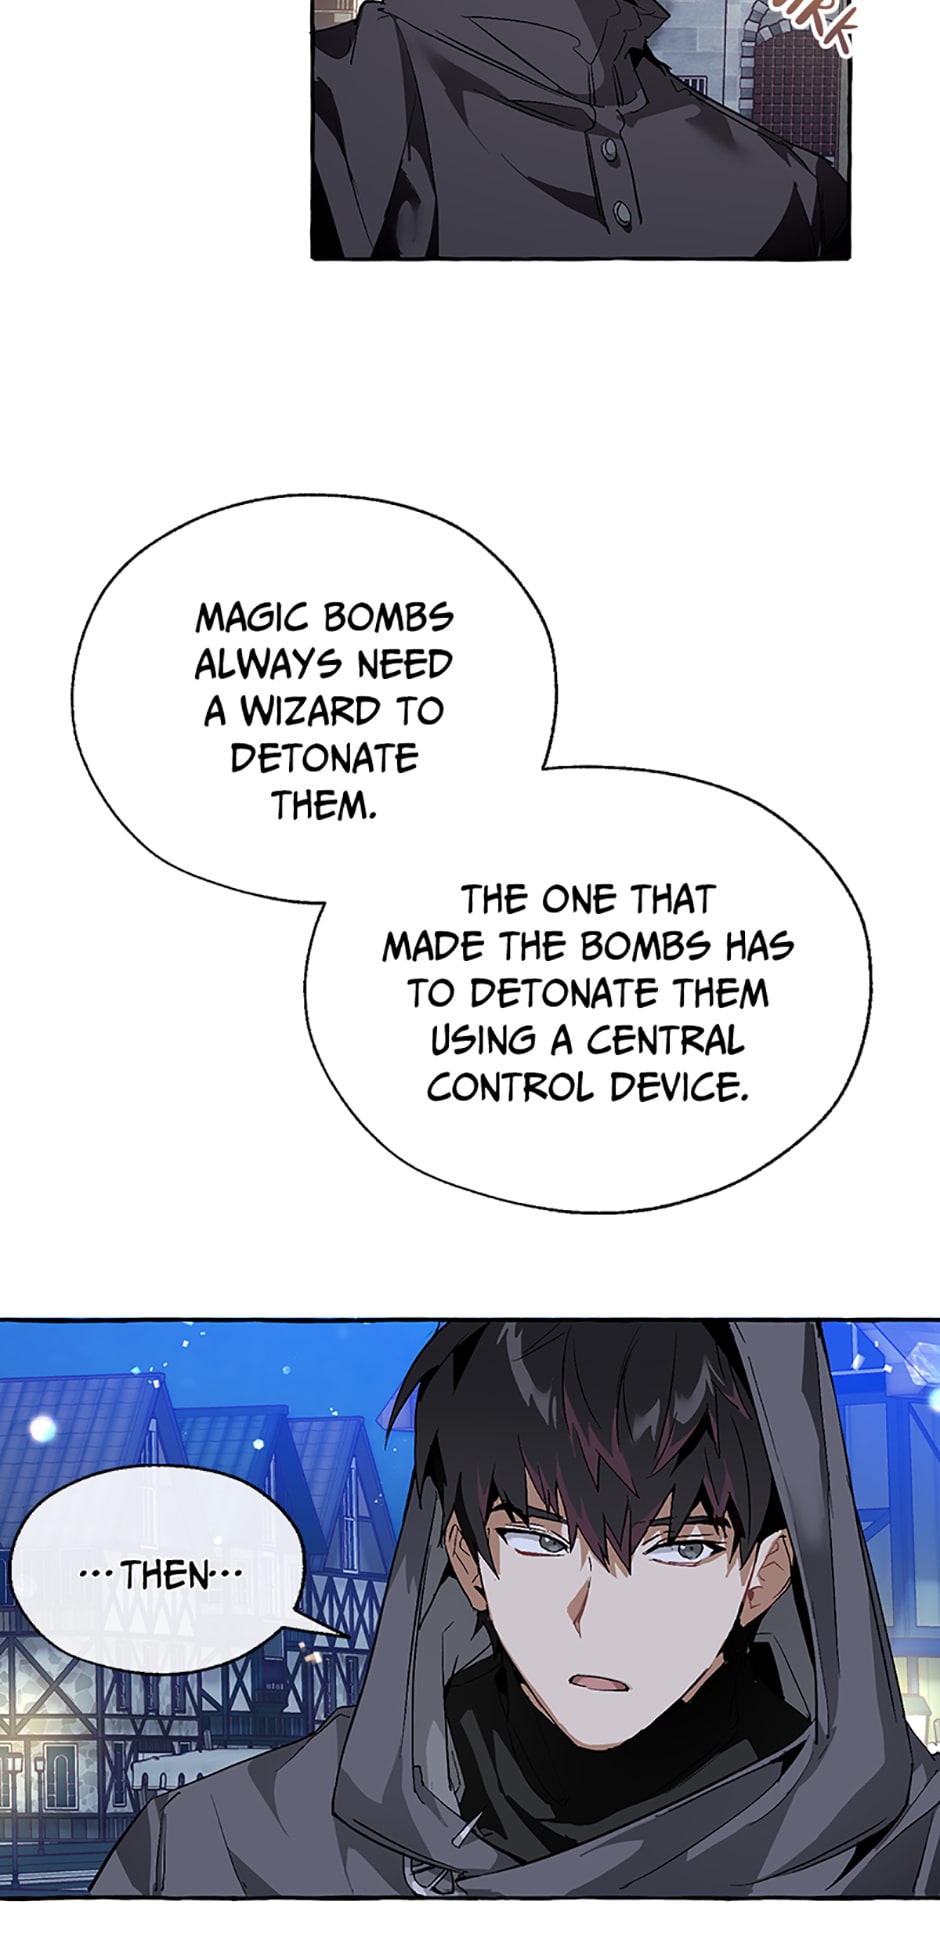 MAGIC BOMBS
ALWAYS NEED
A WIZARD TO
DETONATE
THEM.
THE ONE THAT
MADE THE BOMBS HAS
TO DETONATE THEM
USING A CENTRAL
CONTROL DEVICE.
...THEN...